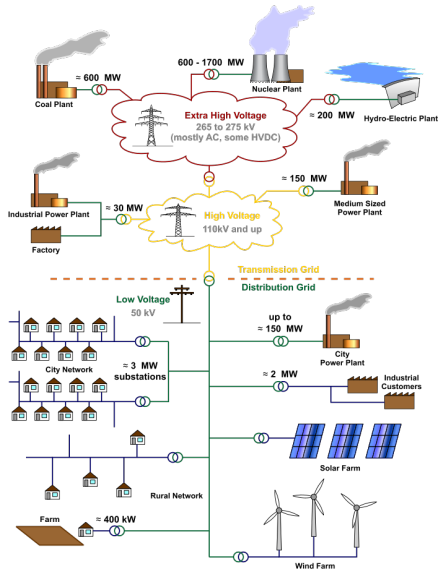 600 - 1700 MW
≈ 600 MW
Coal Plant
Nuclear Plant
Extra High Voltage
265 to 275 kV
(mostly AC, some HVDC)
≈ 200 MW
Hydro-Electric Plant
≈ 150 MW
≈ 30 MW
Industrial Power Plant
High Voltage
110kV and up
Medium Sized
Power Plant
Factory
Transmission Grid
Distribution Grid
Low Voltage
50 kV
up to
≈ 150 MW
City
Power Plant
City Network
≈ 3 MW
substations
≈ 2 MW
Industrial
Customers
Solar Farm
Rural Network
Farm
≈ 400 kW
Wind Farm